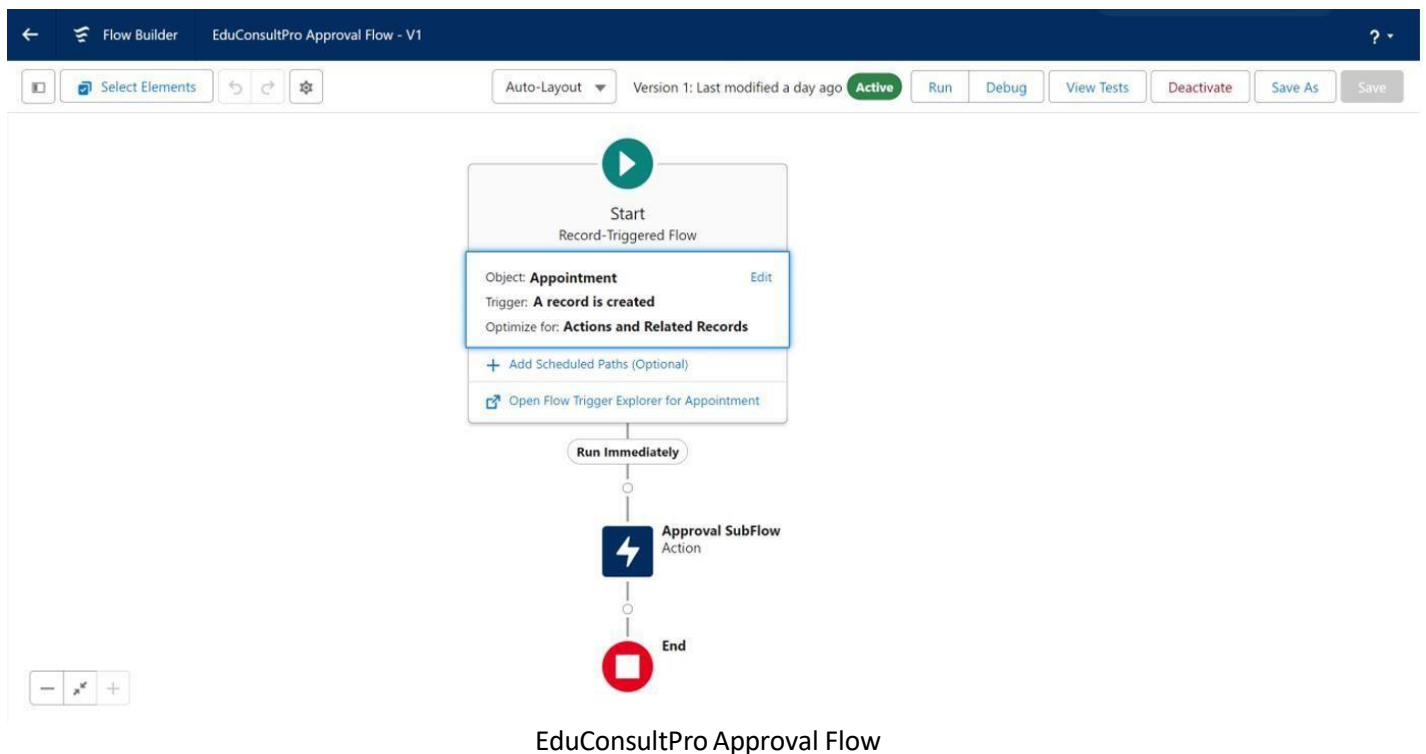 Flow Builder EduConsultPro Approval Flow - V1 ?
Select Elements Auto-Layout Version 1: Last modified a day ago Active Run Debug View Tests Deactivate Save As Save
Start
Record-Triggered Flow
Object: Appointment Edit
Trigger: A record is created
Optimize for: Actions and Related Records
+ Add Scheduled Paths (Optional)
Open Flow Trigger Explorer for Appointment
Run Immediately
Approval SubFlow
Action
End
EduConsultPro Approval Flow